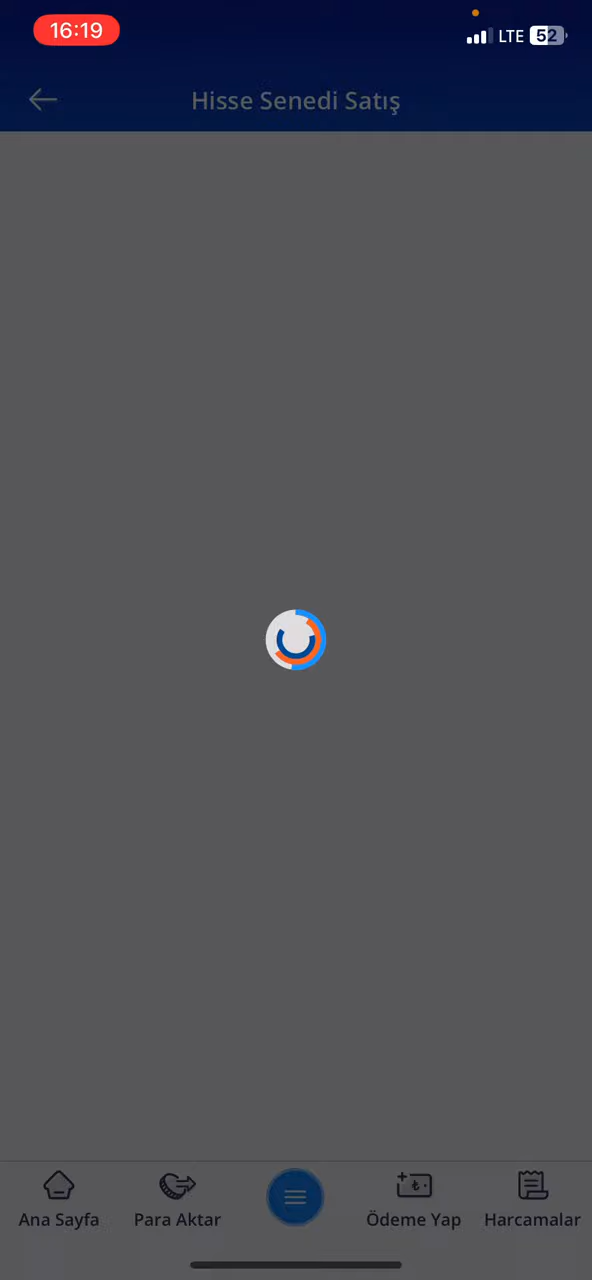 16:19
LTE 52
Hisse Senedi Satış
Ana Sayfa
Para Aktar
Ödeme Yap
Harcamalar